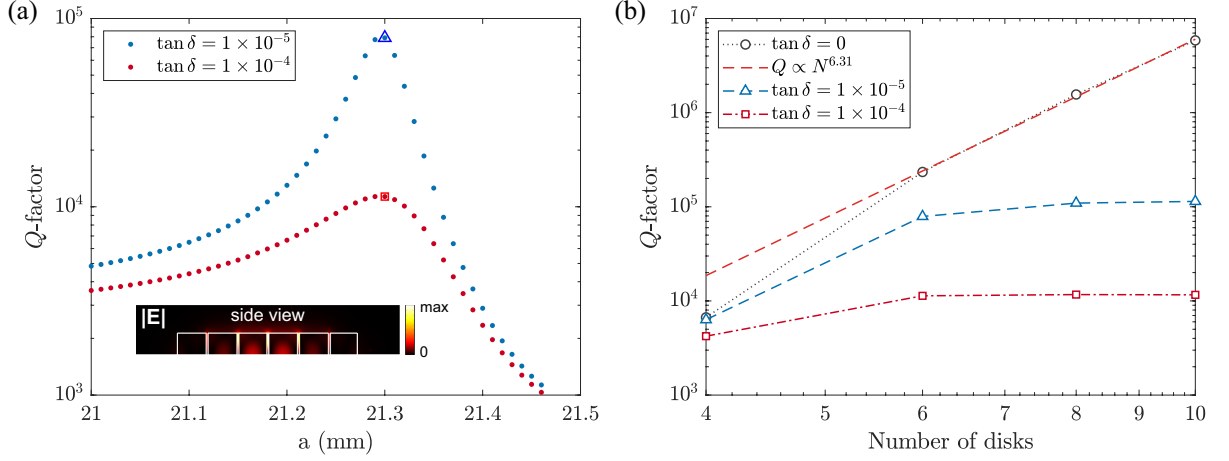 (a)
10^5
10^4
10^3
Q-factor
tan δ = 1 × 10^-5
tan δ = 1 × 10^-4
|E|
side view
max
0
21
21.1
21.2
21.3
21.4
21.5
a (mm)
(b)
10^7
10^6
10^5
10^4
10^3
Q-factor
tan δ = 0
Q ∝ N^6.31
tan δ = 1 × 10^-5
tan δ = 1 × 10^-4
4
5
6
7
8
9
10
Number of disks